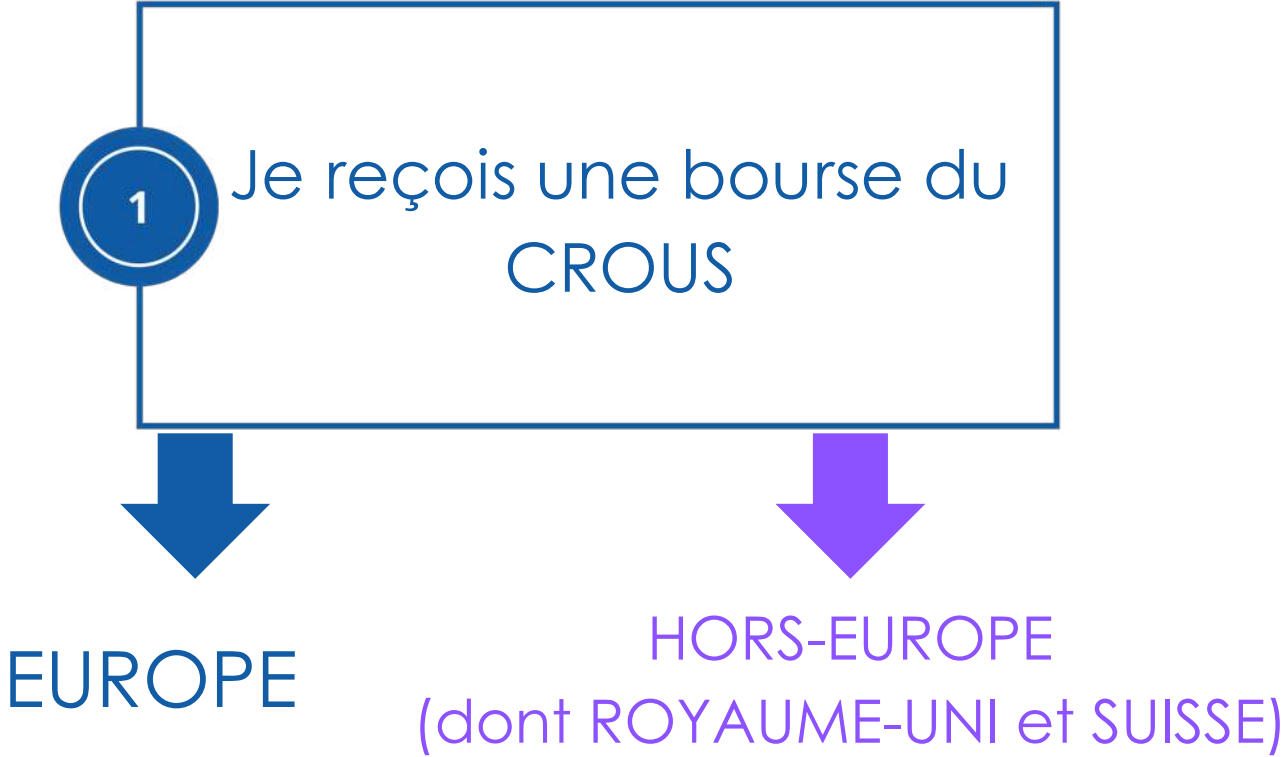 1
Je reçois une bourse du
CROUS
EUROPE
HORS-EUROPE
(dont ROYAUME-UNI et SUISSE)